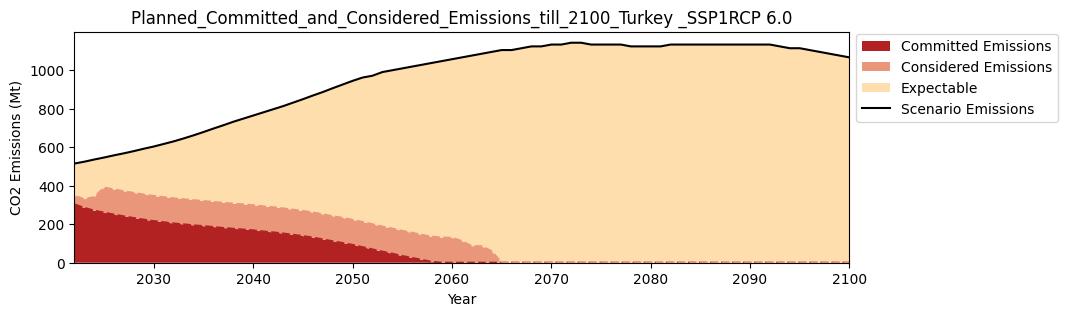 Planned_Committed_and_Considered_Emissions_till_2100_Turkey _SSP1RCP 6.0
CO2 Emissions (Mt)
1000
800
600
400
200
0
2030
2040
2050
2060
2070
2080
2090
2100
Year
Committed Emissions
Considered Emissions
Expectable
Scenario Emissions